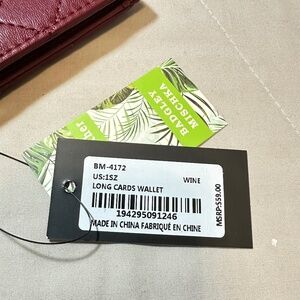 BADGLEY
MISCHKA
BM-4172
US:1SZ WINE
LONG CARDS WALLET
194295091246
MADE IN CHINA FABRIQUÉ EN CHINE
MSRP:$59.00